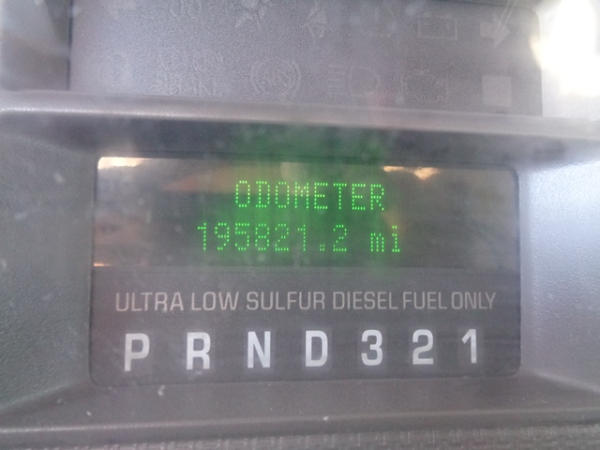 ODOMETER
195821.2 mi
ULTRA LOW SULFUR DIESEL FUEL ONLY
P R N D 3 2 1